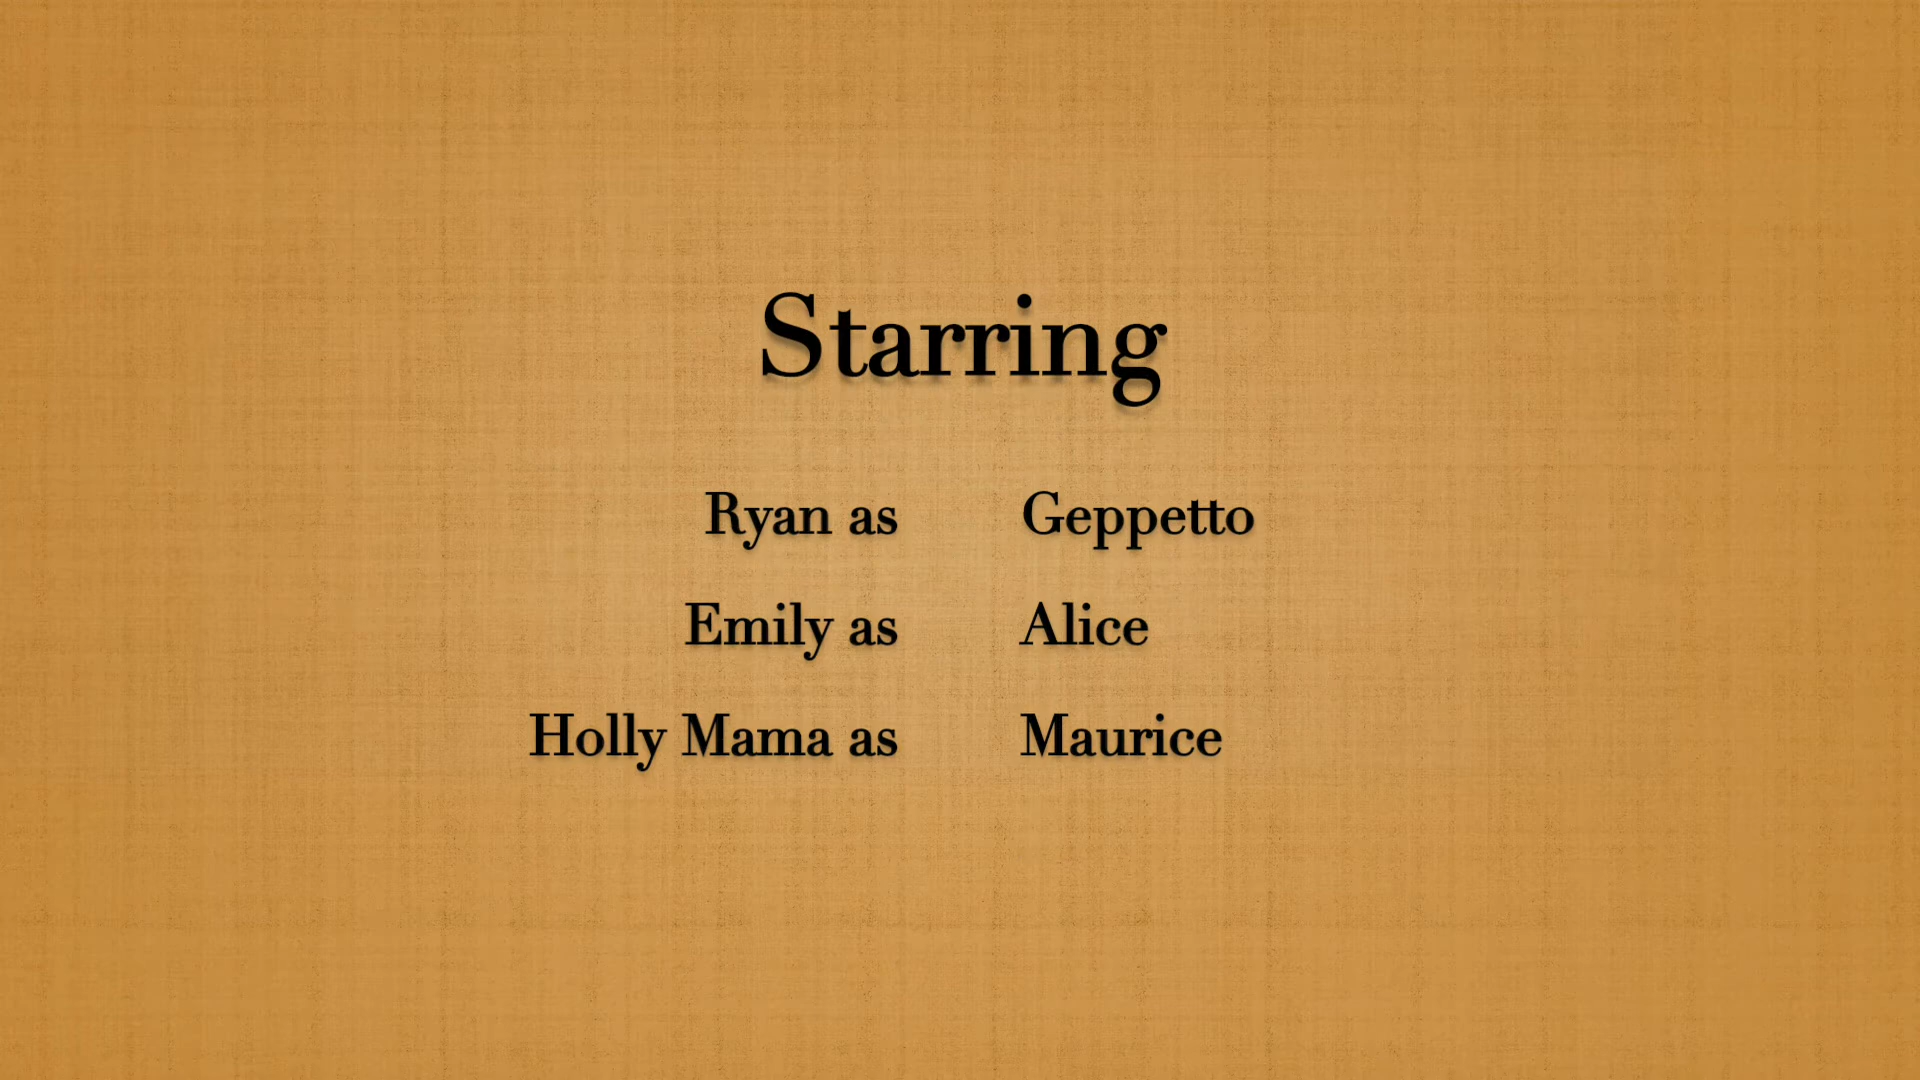 Starring
Ryan as Geppetto
Emily as Alice
Holly Mama as Maurice